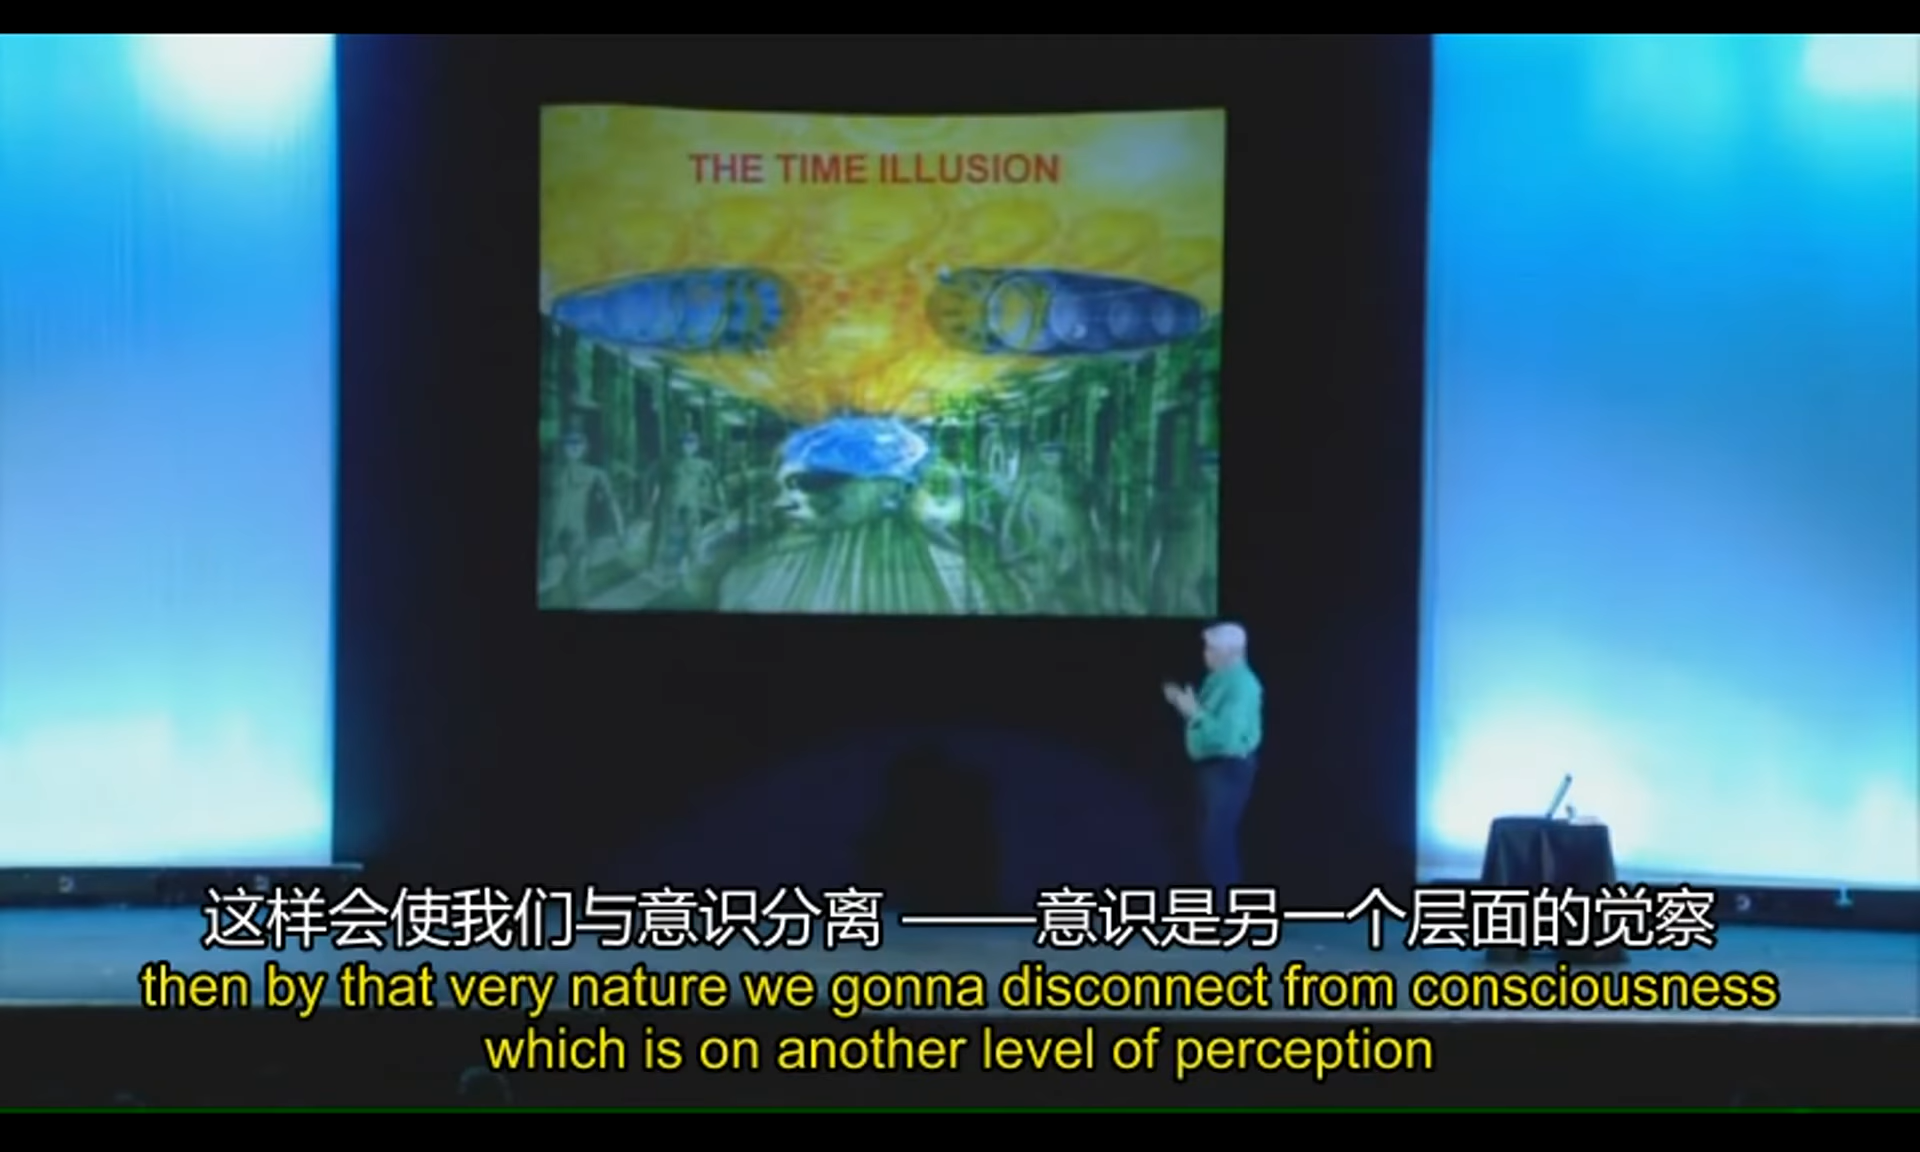 THE TIME ILLUSION
这样会使我们与意识分离 ——意识是另一个层面的觉察
then by that very nature we gonna disconnect from consciousness
which is on another level of perception